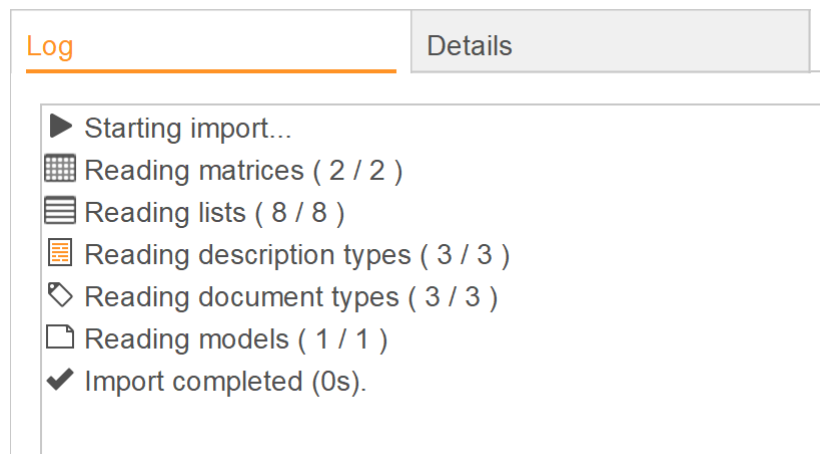 Log
Details
Starting import...
Reading matrices ( 2 / 2 )
Reading lists ( 8 / 8 )
Reading description types ( 3 / 3 )
Reading document types ( 3 / 3 )
Reading models ( 1 / 1 )
Import completed (0s).